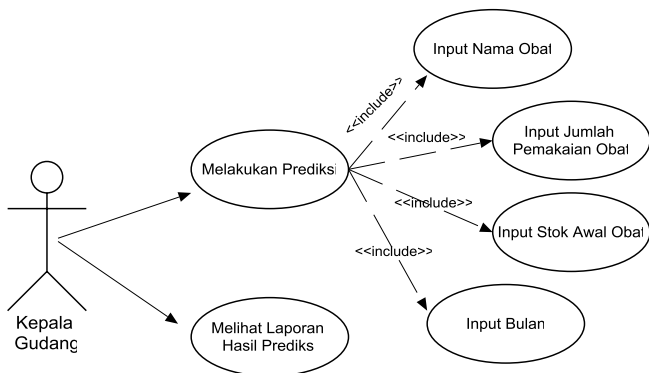 Input Nama Obat
<<include>>
<<include>>
Input Jumlah
Pemakaian Obat
Melakukan Prediksi
<<include>>
Input Stok Awal Obat
<<include>>
Kepala
Gudang
Melihat Laporan
Hasil Prediks
Input Bulan